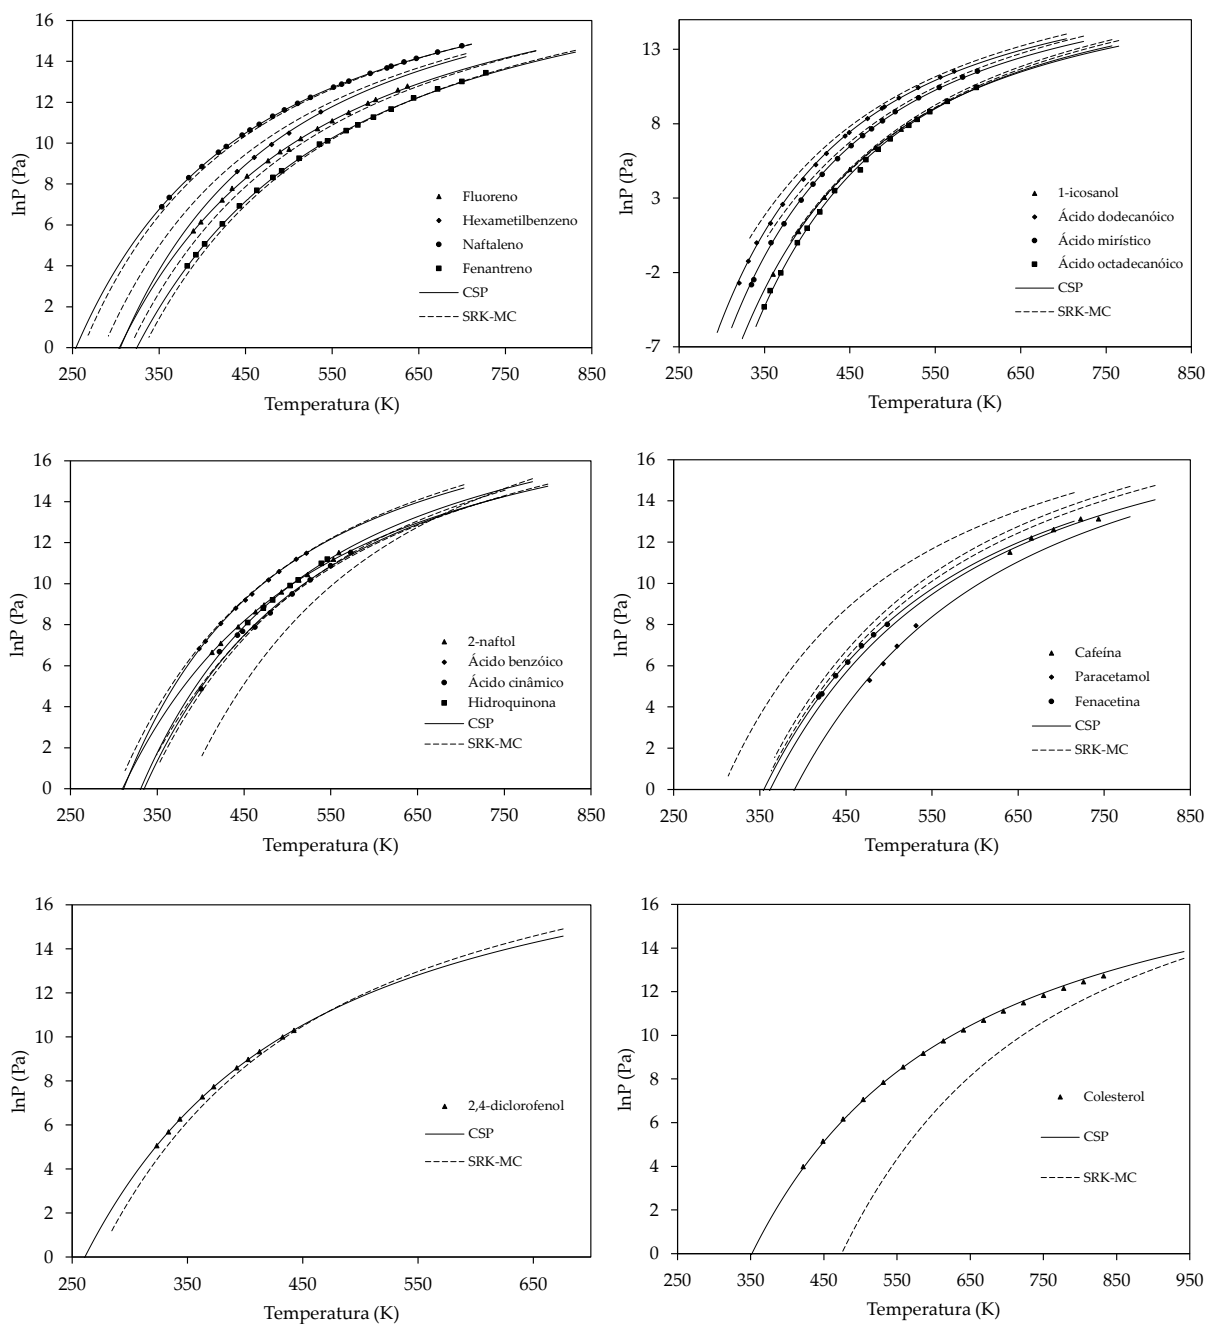 16
14
12
10
8
6
4
2
0
lnP (Pa)
250 350 450 550 650 750 850
Temperatura (K)
Fluoreno
Hexametilbenzeno
Naftaleno
Fenantreno
CSP
SRK-MC
13
8
3
-2
-7
lnP (Pa)
250 350 450 550 650 750 850
Temperatura (K)
1-icosanol
Ácido dodecanóico
Ácido mirístico
Ácido octadecanóico
CSP
SRK-MC
16
14
12
10
8
6
4
2
0
lnP (Pa)
250 350 450 550 650 750 850
Temperatura (K)
2-naftol
Ácido benzóico
Ácido cinâmico
Hidroquinona
CSP
SRK-MC
16
14
12
10
8
6
4
2
0
lnP (Pa)
250 350 450 550 650 750 850
Temperatura (K)
Cafeína
Paracetamol
Fenacetina
CSP
SRK-MC
16
14
12
10
8
6
4
2
0
lnP (Pa)
250 350 450 550 650
Temperatura (K)
2,4-diclorofenol
CSP
SRK-MC
16
14
12
10
8
6
4
2
0
lnP (Pa)
250 350 450 550 650 750 850 950
Temperatura (K)
Colesterol
CSP
SRK-MC